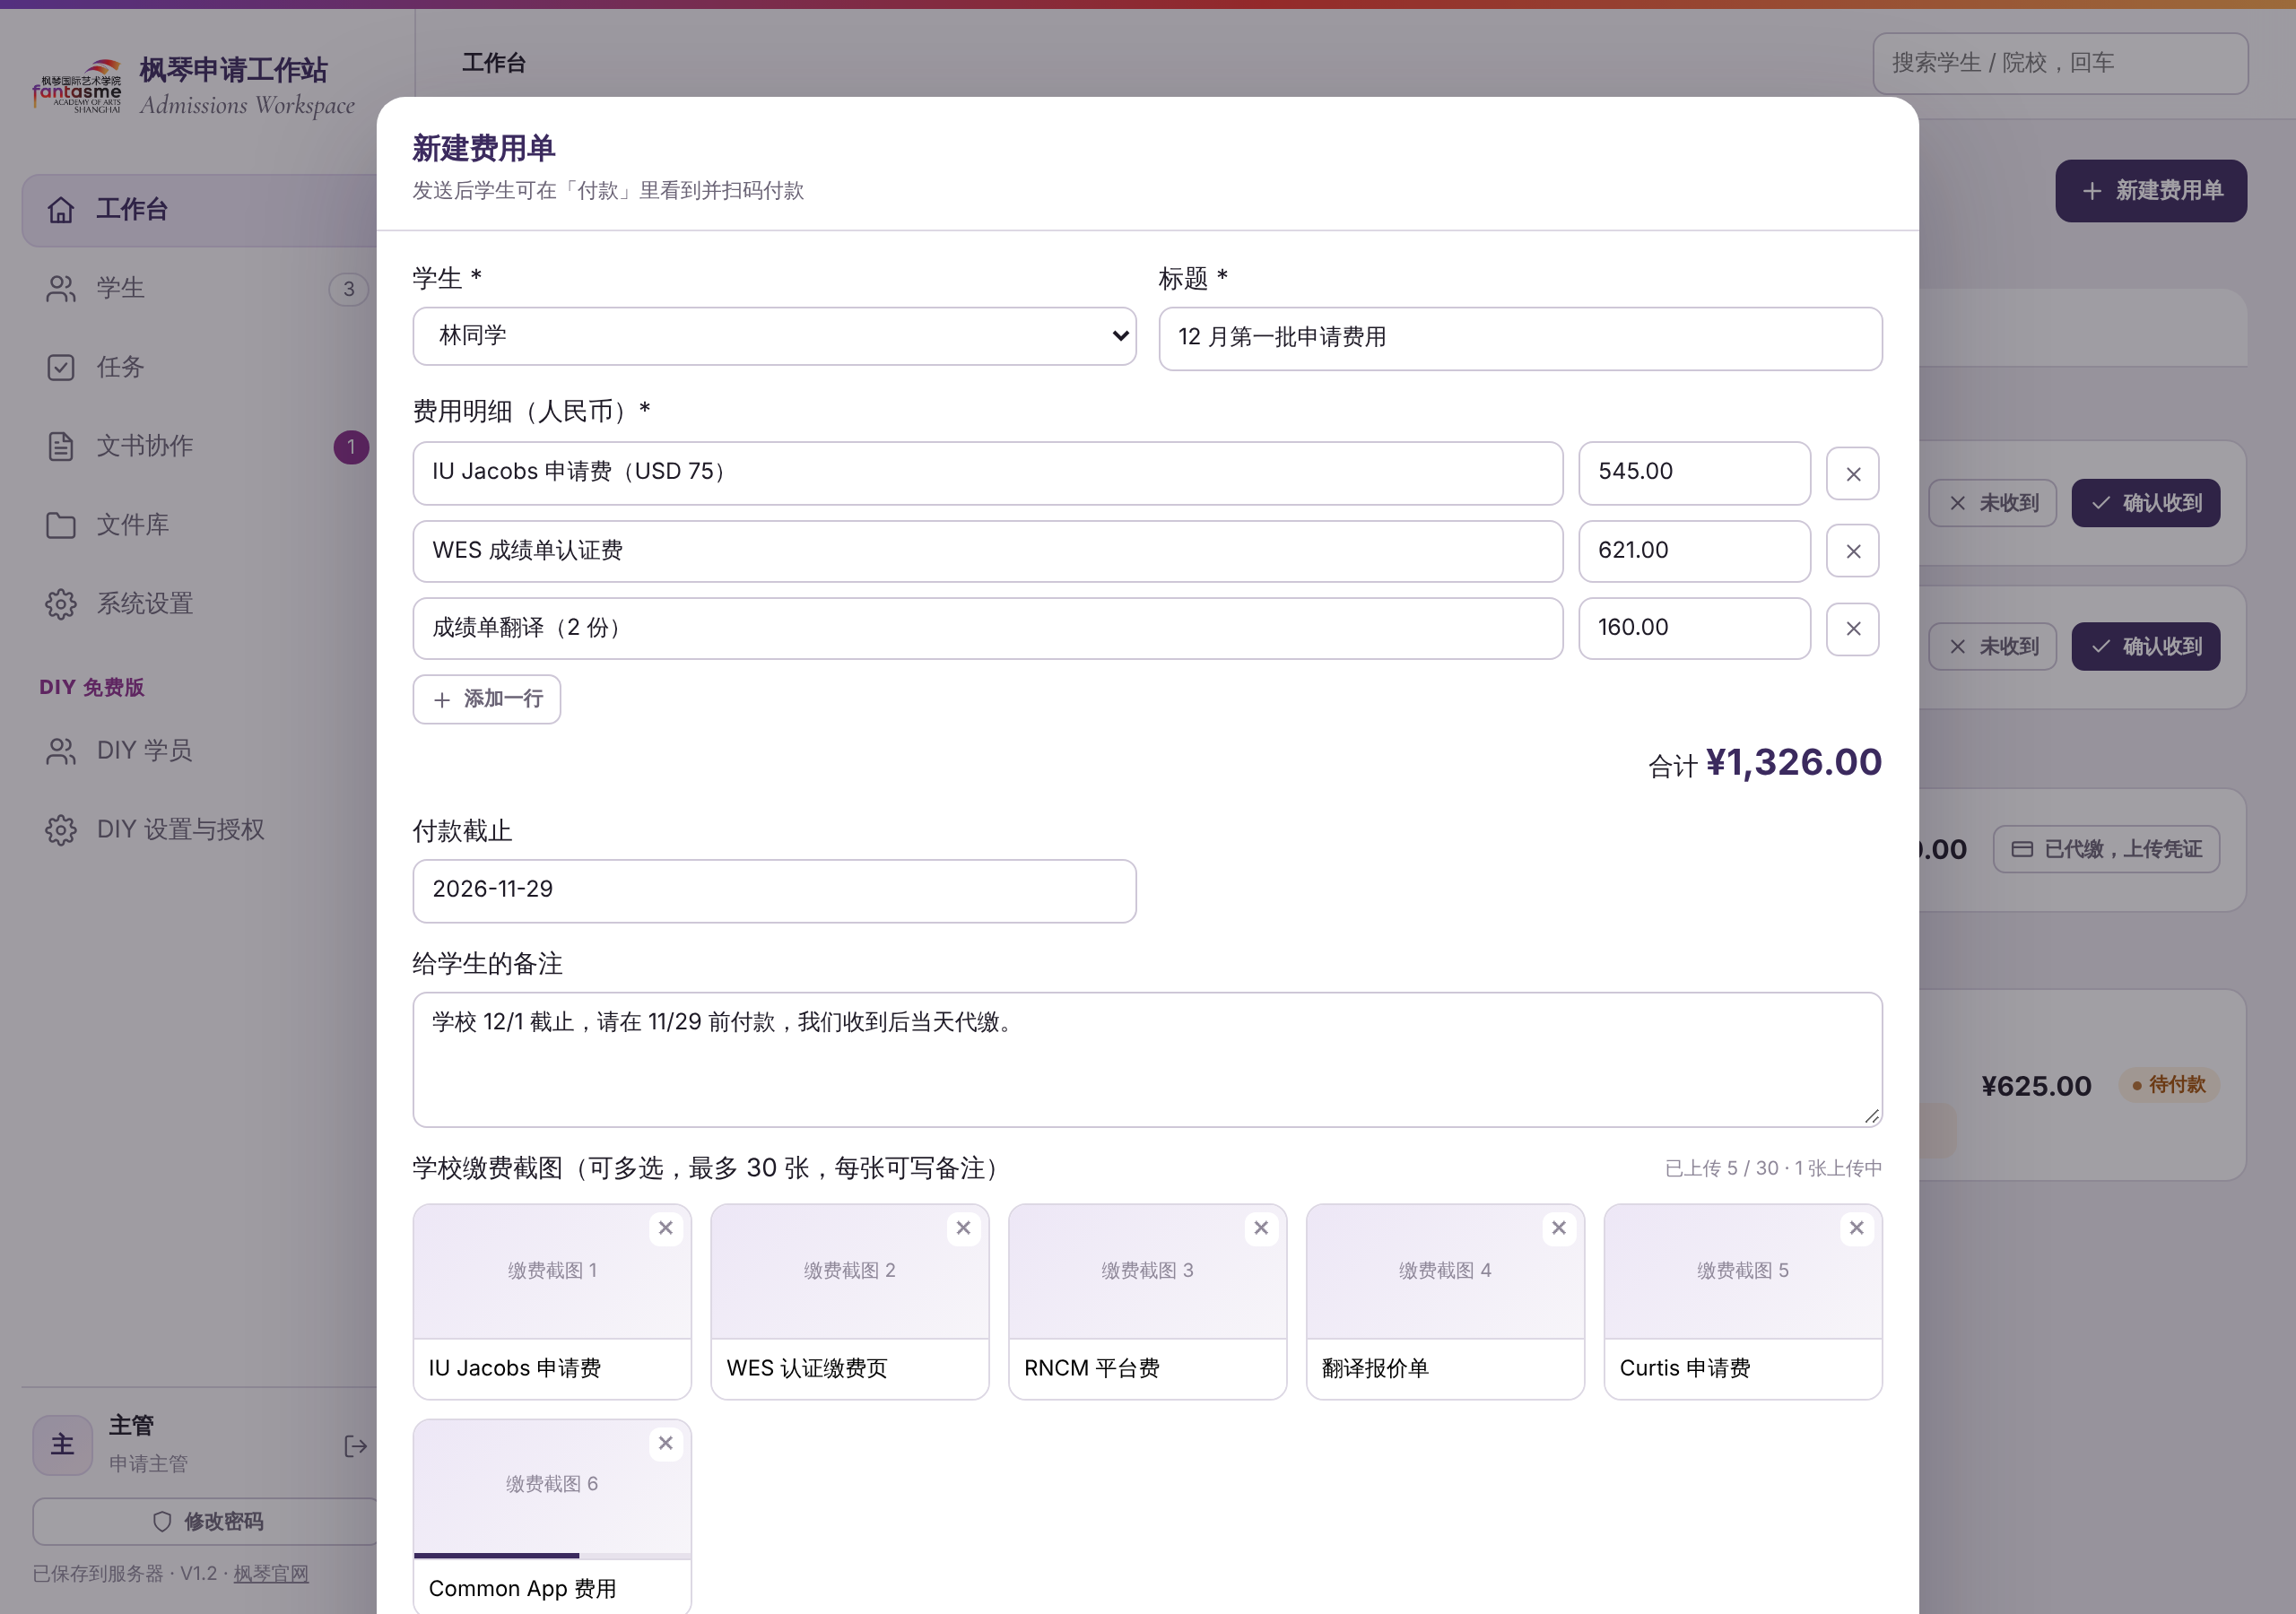 枫琴国际艺术学院
fantasme
ACADEMY OF ARTS
SHANGHAI
枫琴申请工作站
Admissions Workspace
工作台
搜索学生 / 院校，回车
工作台
学生
3
任务
文书协作
1
文件库
系统设置
DIY 免费版
DIY 学员
DIY 设置与授权
主
主管
申请主管
修改密码
已保存到服务器 · V1.2 · 枫琴官网
新建费用单
未收到
确认收到
未收到
确认收到
.00
已代缴，上传凭证
¥625.00
待付款
新建费用单
发送后学生可在「付款」里看到并扫码付款
学生 *
标题 *
林同学
12 月第一批申请费用
费用明细（人民币）*
IU Jacobs 申请费（USD 75）
545.00
WES 成绩单认证费
621.00
成绩单翻译（2 份）
160.00
添加一行
合计 ¥1,326.00
付款截止
2026-11-29
给学生的备注
学校 12/1 截止，请在 11/29 前付款，我们收到后当天代缴。
学校缴费截图（可多选，最多 30 张，每张可写备注）
已上传 5 / 30 · 1 张上传中
缴费截图 1
缴费截图 2
缴费截图 3
缴费截图 4
缴费截图 5
IU Jacobs 申请费
WES 认证缴费页
RNCM 平台费
翻译报价单
Curtis 申请费
缴费截图 6
Common App 费用